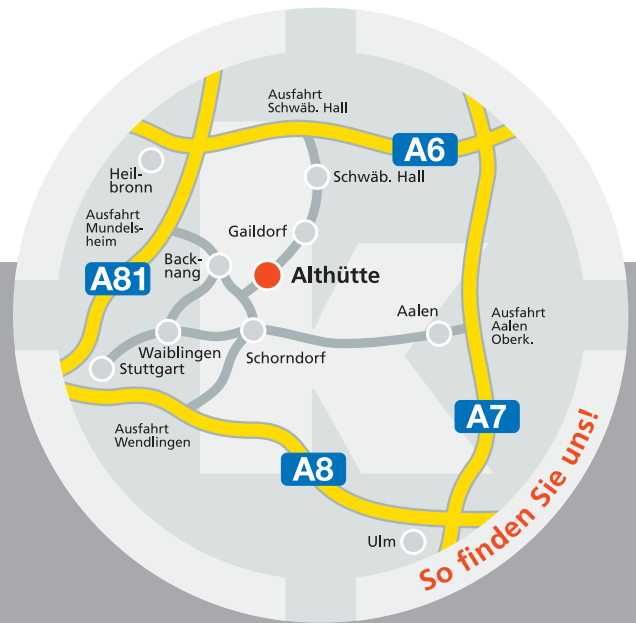 Ausfahrt
Schwäb. Hall
A6
Heil-
bronn
Schwäb. Hall
Ausfahrt
Mundels-
heim
Gaildorf
Back-
nang
A81
Althütte
Aalen
Ausfahrt
Aalen
Oberk.
Waiblingen
Schorndorf
Stuttgart
A7
Ausfahrt
Wendlingen
A8
Ulm
So finden Sie uns!